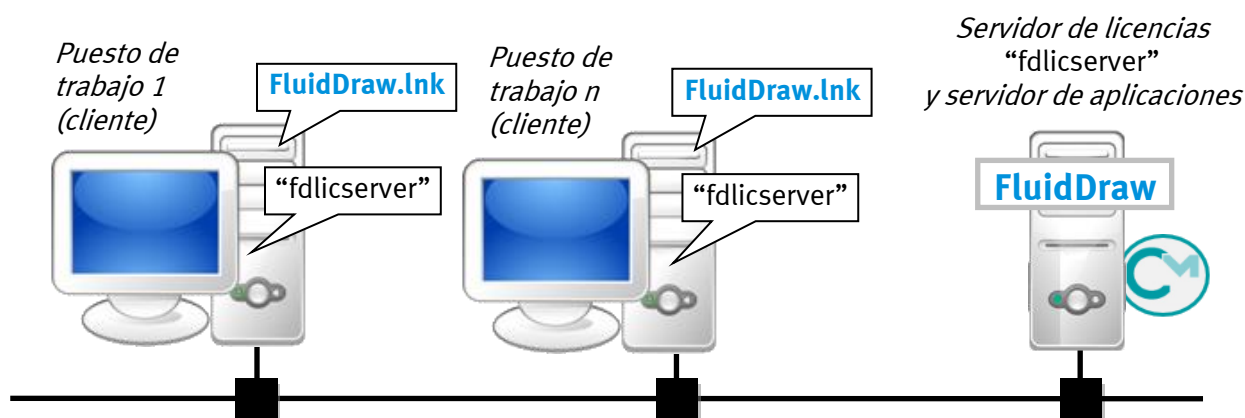 Puesto de
trabajo 1
(cliente)
FluidDraw.lnk
“fdlicserver”
Puesto de
trabajo n
(cliente)
FluidDraw.lnk
“fdlicserver”
Servidor de licencias
“fdlicserver”
y servidor de aplicaciones
FluidDraw
CM